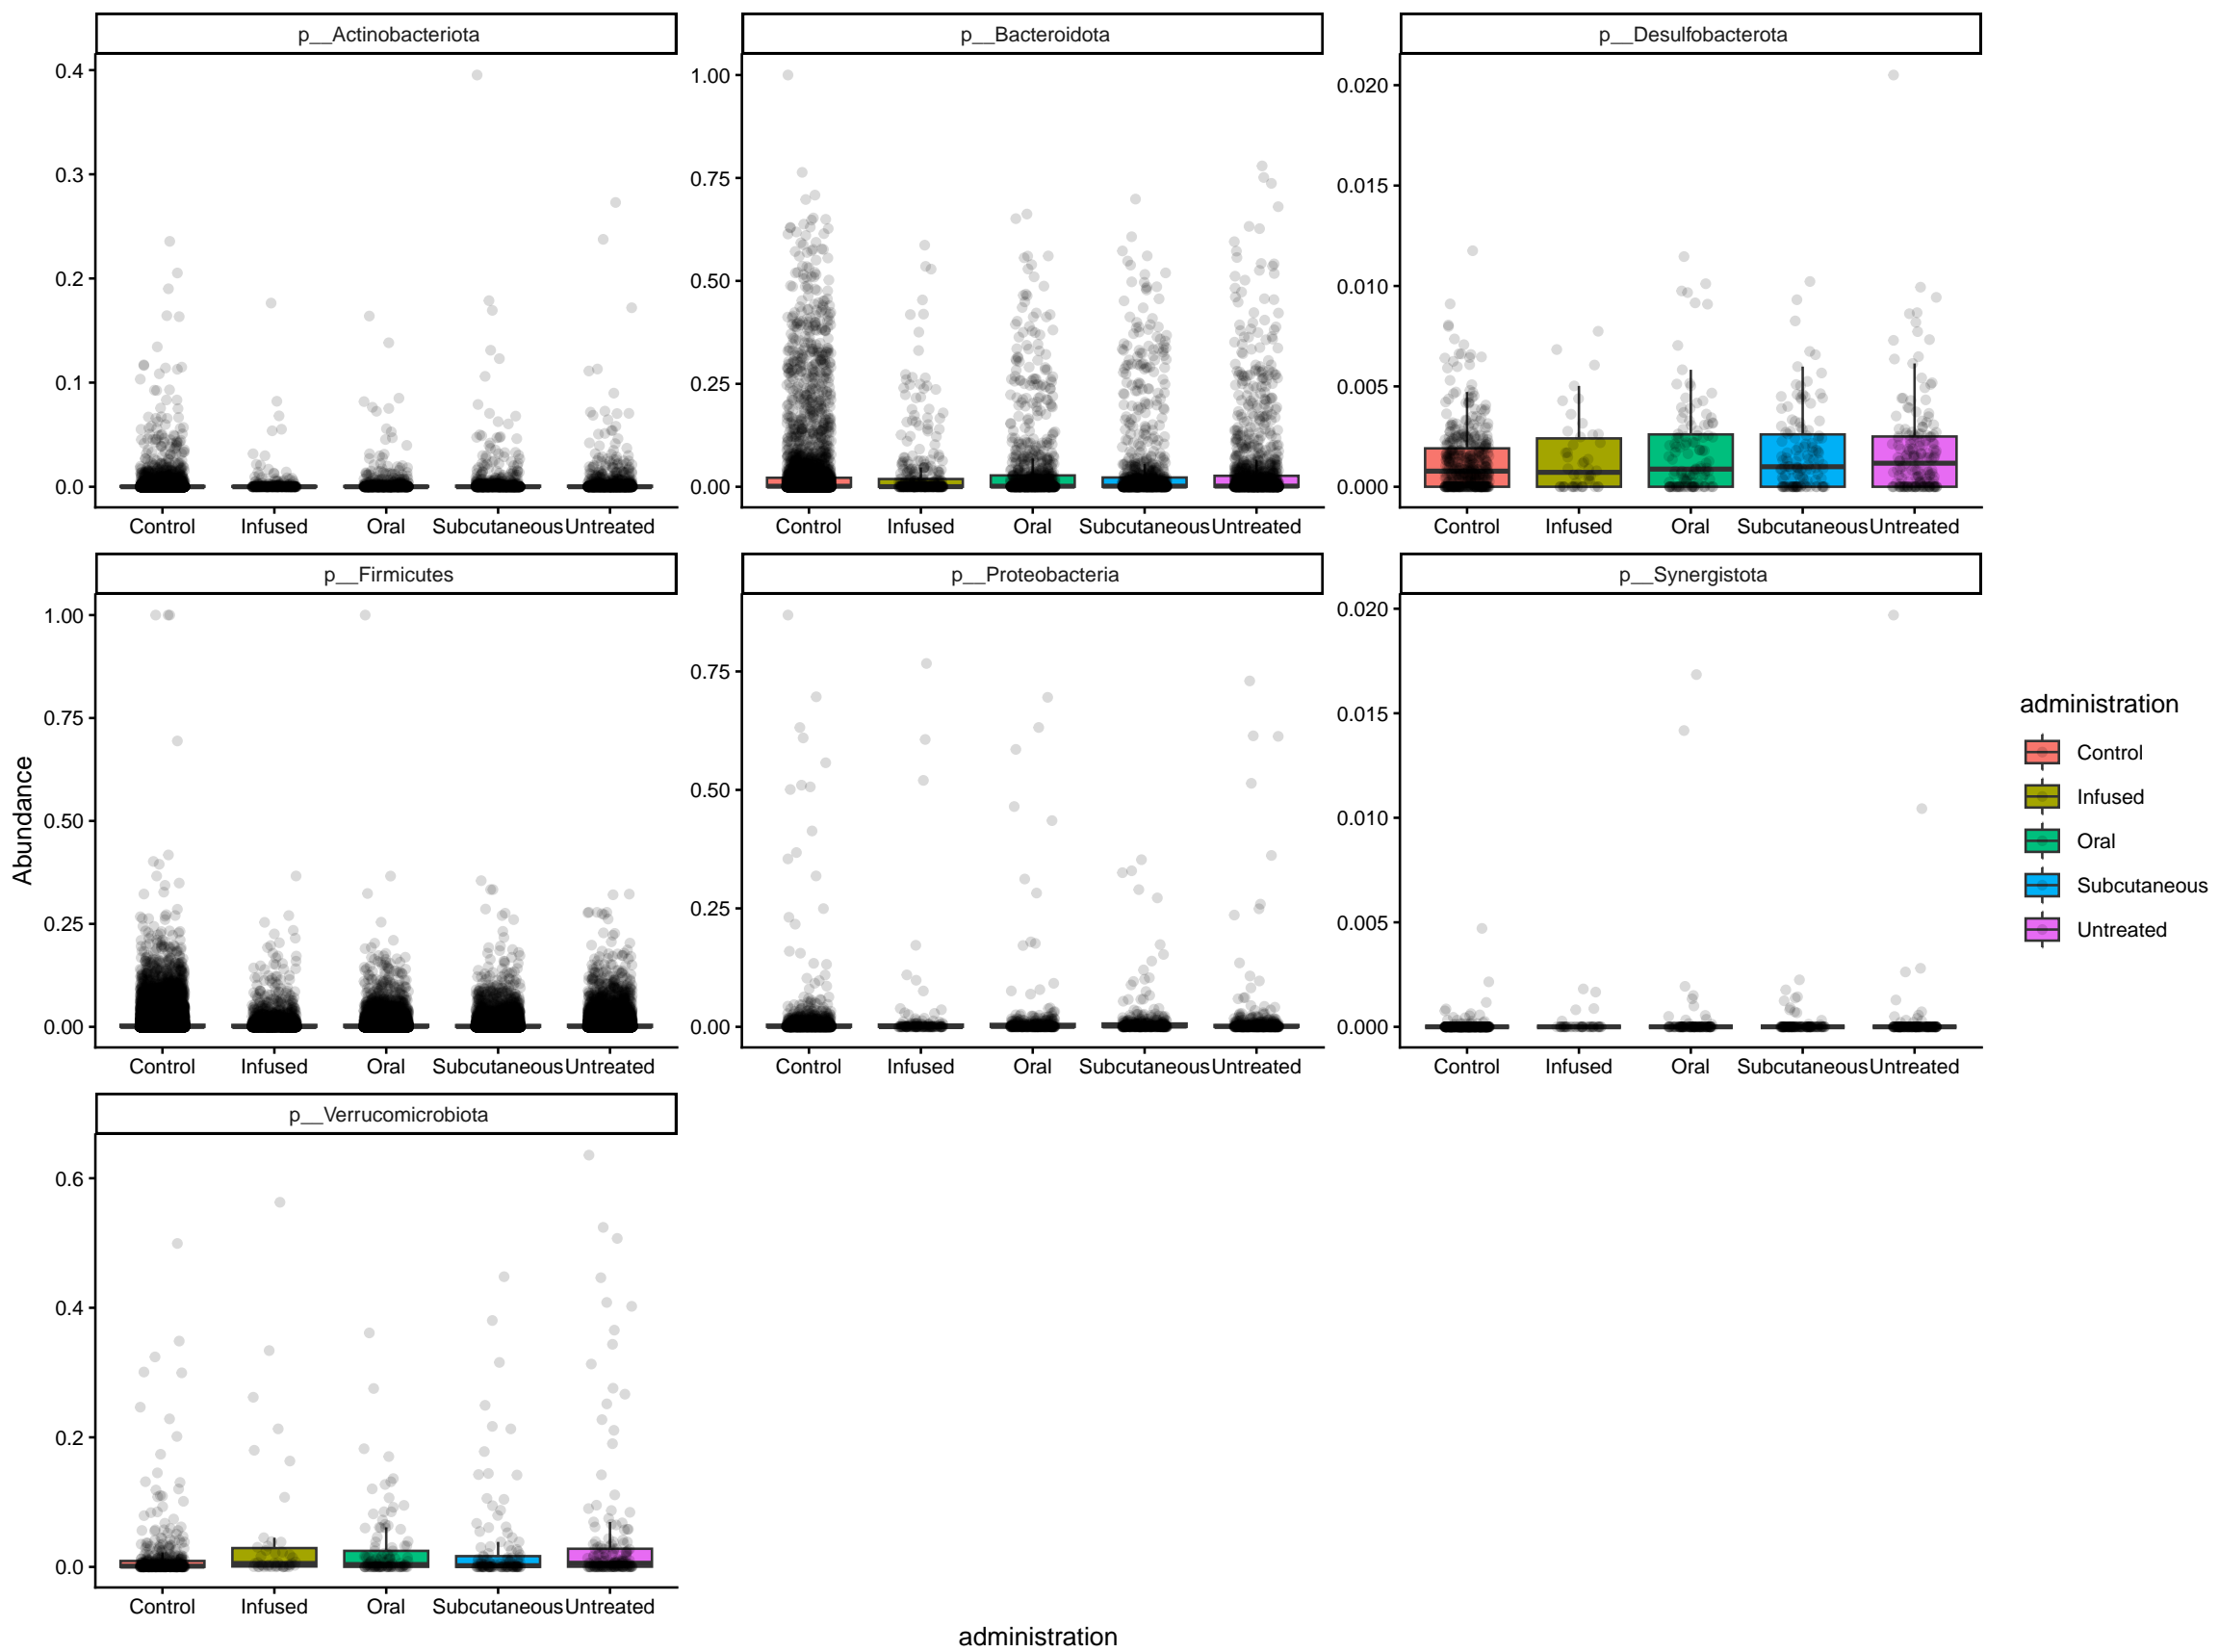 p__Actinobacteriota
p__Bacteroidota
p__Desulfobacterota
0.4
0.3
0.2
0.1
0.0
1.00
0.75
0.50
0.25
0.00
0.020
0.015
0.010
0.005
0.000
Control Infused Oral Subcutaneous Untreated
Control Infused Oral Subcutaneous Untreated
Control Infused Oral Subcutaneous Untreated
p__Firmicutes
p__Proteobacteria
p__Synergistota
Abundance
1.00
0.75
0.50
0.25
0.00
0.75
0.50
0.25
0.00
0.020
0.015
0.010
0.005
0.000
Control Infused Oral Subcutaneous Untreated
Control Infused Oral Subcutaneous Untreated
Control Infused Oral Subcutaneous Untreated
administration
Control
Infused
Oral
Subcutaneous
Untreated
p__Verrucomicrobiota
0.6
0.4
0.2
0.0
Control Infused Oral Subcutaneous Untreated
administration